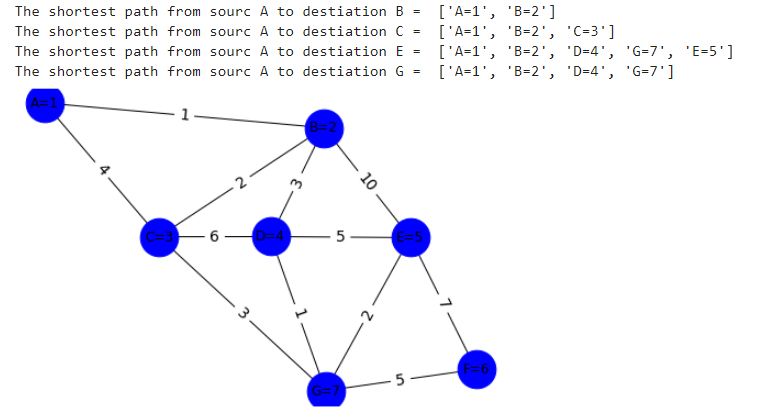 The shortest path from sourc A to destiation B =  ['A=1', 'B=2']
The shortest path from sourc A to destiation C =  ['A=1', 'B=2', 'C=3']
The shortest path from sourc A to destiation E =  ['A=1', 'B=2', 'D=4', 'G=7', 'E=5']
The shortest path from sourc A to destiation G =  ['A=1', 'B=2', 'D=4', 'G=7']
A=1
1
B=2
4
2
3
10
C=3
6
D=4
5
E=5
3
1
2
7
F=6
5
G=7